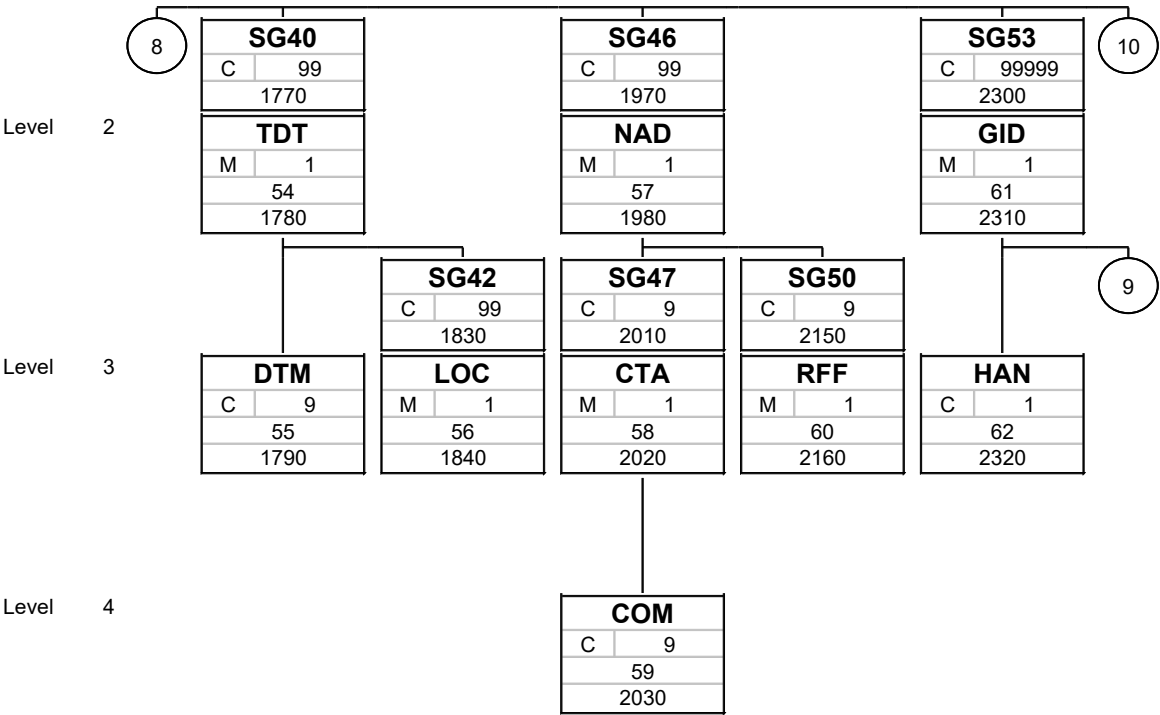 8
SG40
C 99
1770
SG46
C 99
1970
SG53
C 99999
2300
10
Level 2
TDT
M 1
54
1780
NAD
M 1
57
1980
GID
M 1
61
2310
SG42
C 99
1830
SG47
C 9
2010
SG50
C 9
2150
9
Level 3
DTM
C 9
55
1790
LOC
M 1
56
1840
CTA
M 1
58
2020
RFF
M 1
60
2160
HAN
C 1
62
2320
Level 4
COM
C 9
59
2030